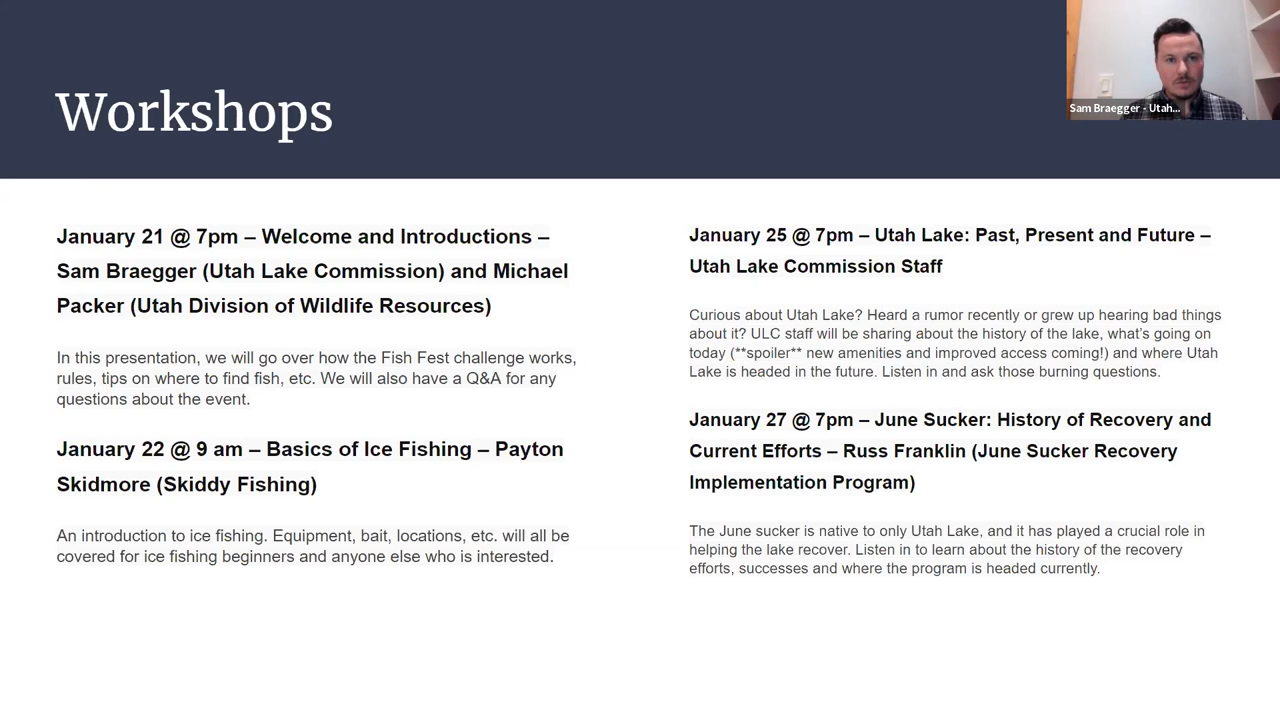 Workshops
Sam Braegger - Utah...
January 21 @ 7pm – Welcome and Introductions –
Sam Braegger (Utah Lake Commission) and Michael
Packer (Utah Division of Wildlife Resources)
In this presentation, we will go over how the Fish Fest challenge works,
rules, tips on where to find fish, etc. We will also have a Q&A for any
questions about the event.
January 22 @ 9 am – Basics of Ice Fishing – Payton
Skidmore (Skiddy Fishing)
An introduction to ice fishing. Equipment, bait, locations, etc. will all be
covered for ice fishing beginners and anyone else who is interested.
January 25 @ 7pm – Utah Lake: Past, Present and Future –
Utah Lake Commission Staff
Curious about Utah Lake? Heard a rumor recently or grew up hearing bad things
about it? ULC staff will be sharing about the history of the lake, what’s going on
today (**spoiler** new amenities and improved access coming!) and where Utah
Lake is headed in the future. Listen in and ask those burning questions.
January 27 @ 7pm – June Sucker: History of Recovery and
Current Efforts – Russ Franklin (June Sucker Recovery
Implementation Program)
The June sucker is native to only Utah Lake, and it has played a crucial role in
helping the lake recover. Listen in to learn about the history of the recovery
efforts, successes and where the program is headed currently.